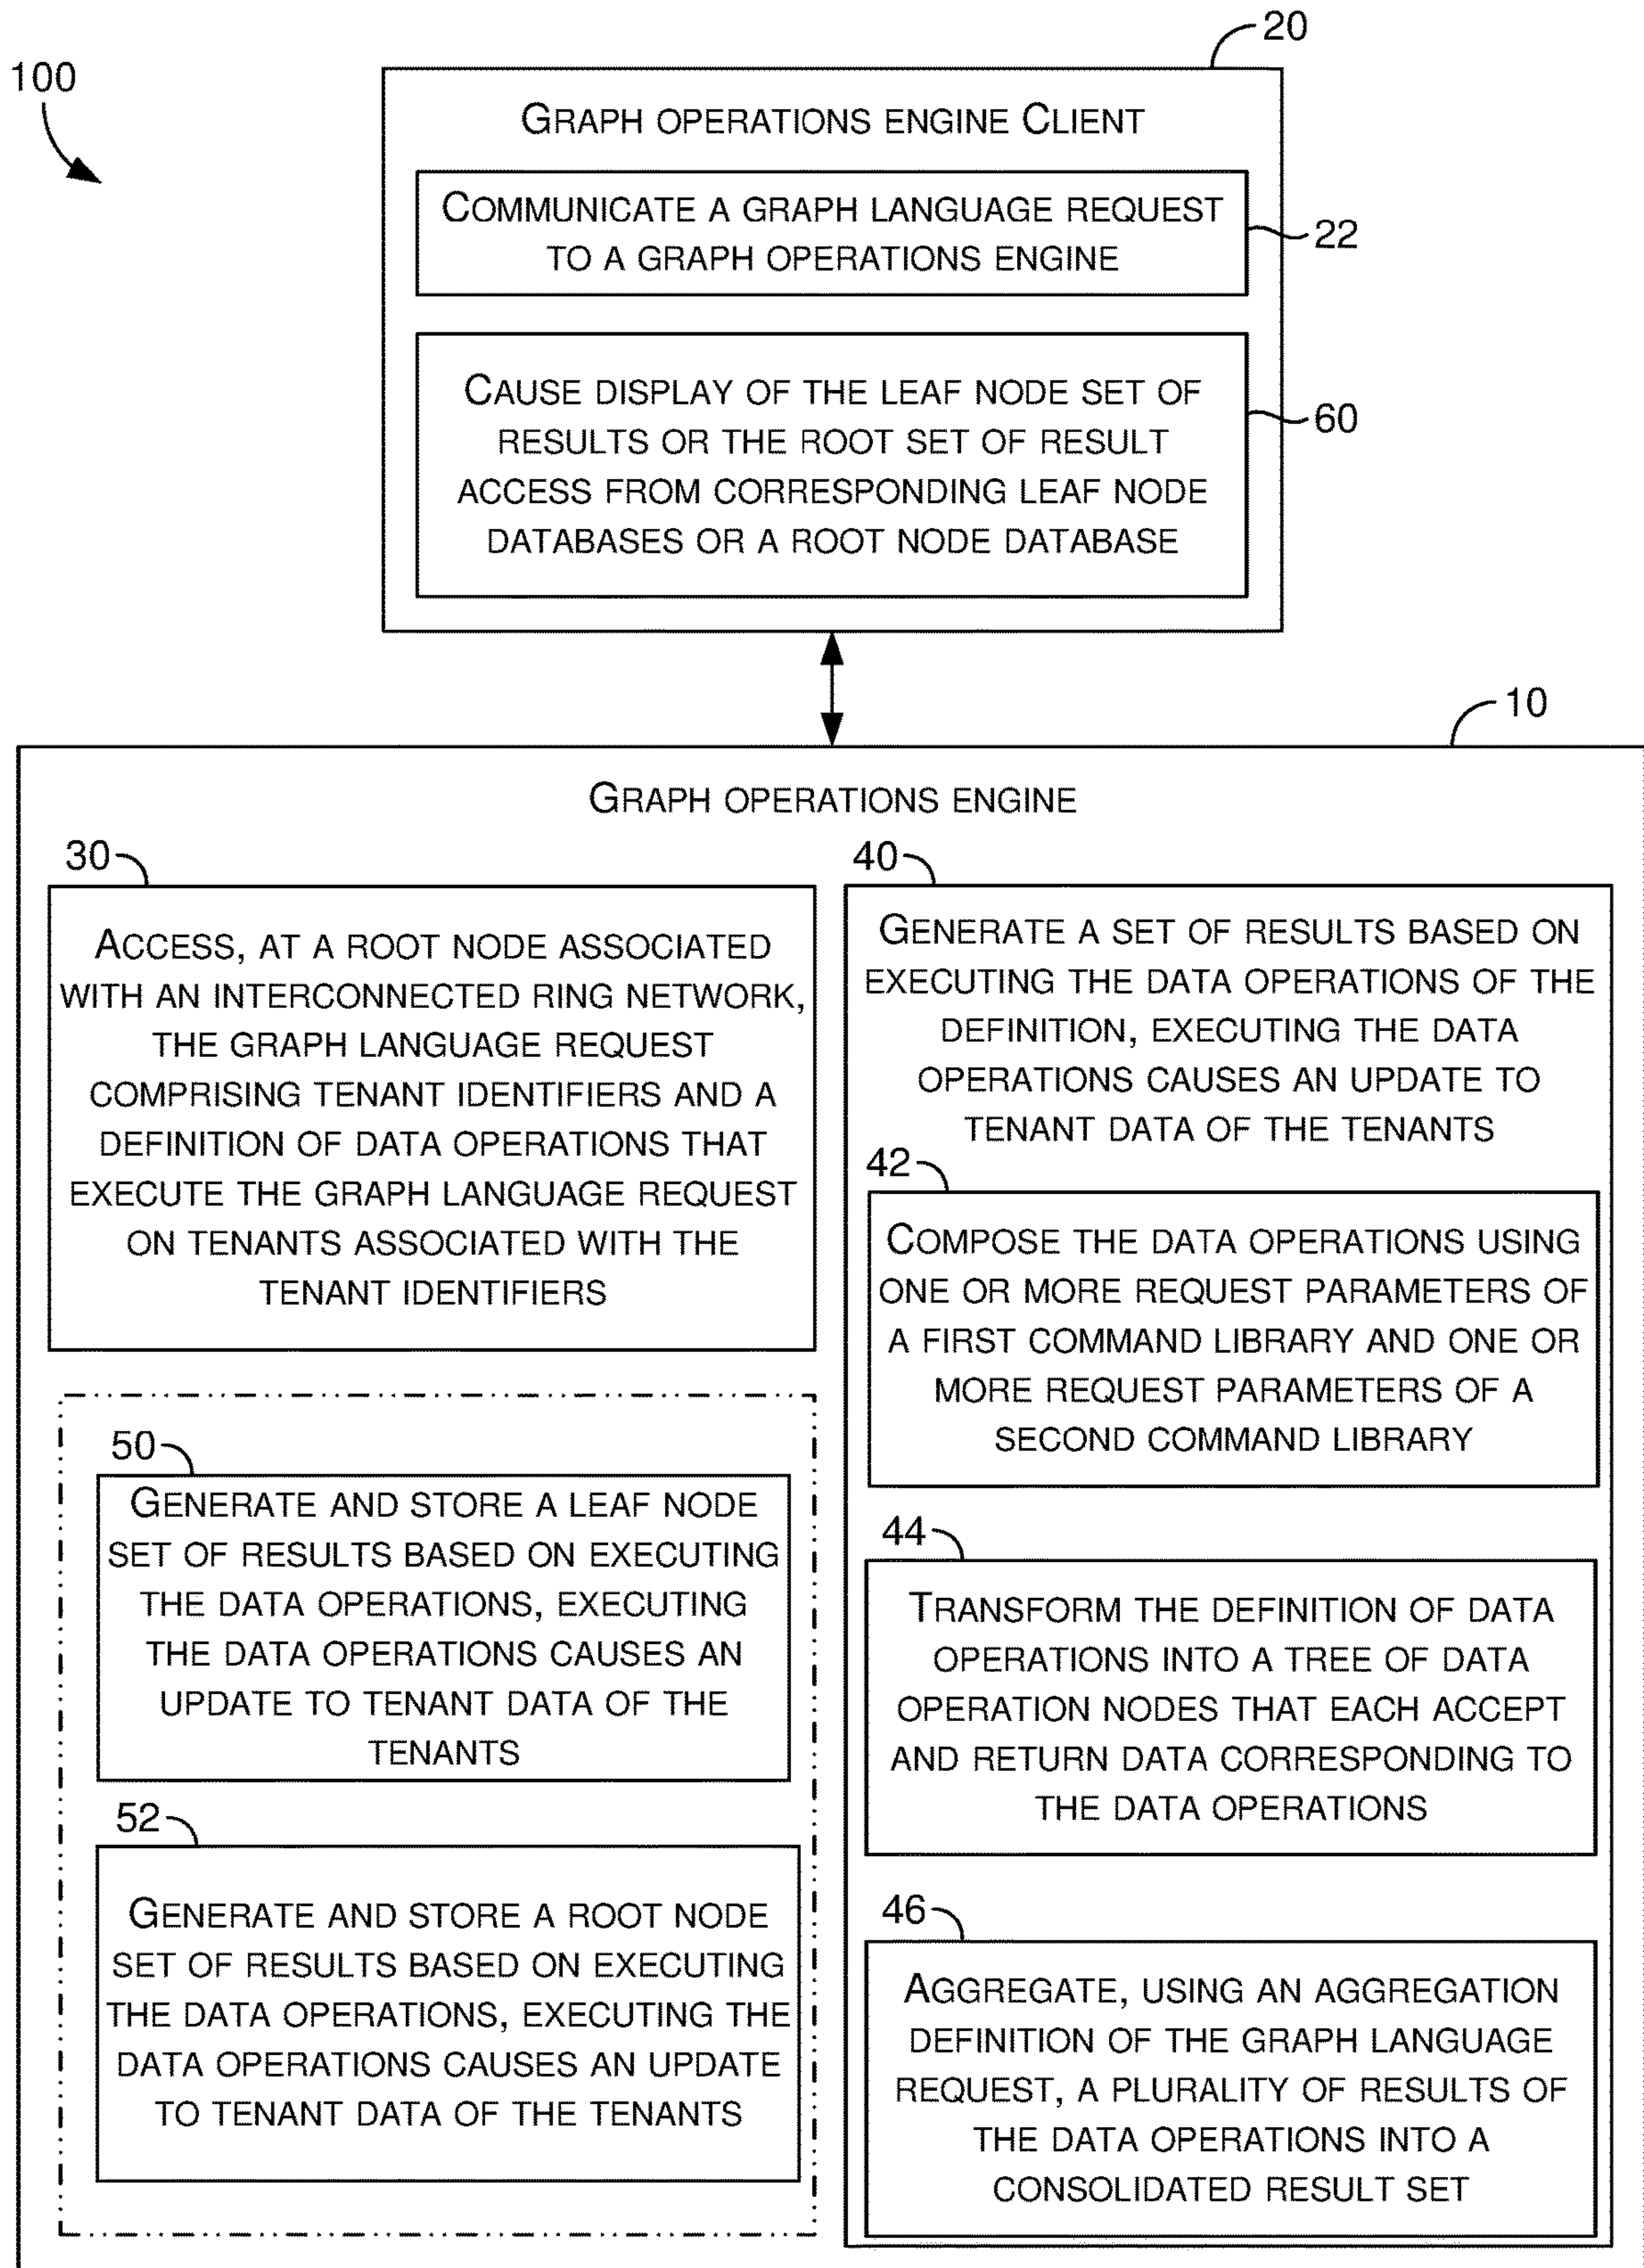 100
20
GRAPH OPERATIONS ENGINE CLIENT
COMMUNICATE A GRAPH LANGUAGE REQUEST
TO A GRAPH OPERATIONS ENGINE
22
CAUSE DISPLAY OF THE LEAF NODE SET OF
RESULTS OR THE ROOT SET OF RESULT
ACCESS FROM CORRESPONDING LEAF NODE
DATABASES OR A ROOT NODE DATABASE
60
10
GRAPH OPERATIONS ENGINE
30
ACCESS, AT A ROOT NODE ASSOCIATED
WITH AN INTERCONNECTED RING NETWORK,
THE GRAPH LANGUAGE REQUEST
COMPRISING TENANT IDENTIFIERS AND A
DEFINITION OF DATA OPERATIONS THAT
EXECUTE THE GRAPH LANGUAGE REQUEST
ON TENANTS ASSOCIATED WITH THE
TENANT IDENTIFIERS
50
GENERATE AND STORE A LEAF NODE
SET OF RESULTS BASED ON EXECUTING
THE DATA OPERATIONS, EXECUTING
THE DATA OPERATIONS CAUSES AN
UPDATE TO TENANT DATA OF THE
TENANTS
52
GENERATE AND STORE A ROOT NODE
SET OF RESULTS BASED ON EXECUTING
THE DATA OPERATIONS, EXECUTING THE
DATA OPERATIONS CAUSES AN UPDATE
TO TENANT DATA OF THE TENANTS
40
GENERATE A SET OF RESULTS BASED ON
EXECUTING THE DATA OPERATIONS OF THE
DEFINITION, EXECUTING THE DATA
OPERATIONS CAUSES AN UPDATE TO
TENANT DATA OF THE TENANTS
42
COMPOSE THE DATA OPERATIONS USING
ONE OR MORE REQUEST PARAMETERS OF
A FIRST COMMAND LIBRARY AND ONE OR
MORE REQUEST PARAMETERS OF A
SECOND COMMAND LIBRARY
44
TRANSFORM THE DEFINITION OF DATA
OPERATIONS INTO A TREE OF DATA
OPERATION NODES THAT EACH ACCEPT
AND RETURN DATA CORRESPONDING TO
THE DATA OPERATIONS
46
AGGREGATE, USING AN AGGREGATION
DEFINITION OF THE GRAPH LANGUAGE
REQUEST, A PLURALITY OF RESULTS OF
THE DATA OPERATIONS INTO A
CONSOLIDATED RESULT SET